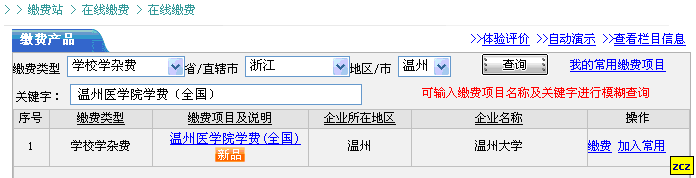 > > 缴费站 > 在线缴费 > 在线缴费
缴费产品 >>体验评价 >>自动演示 >>查看栏目信息
缴费类型 学校学杂费 省/直辖市 浙江 地区/市 温州 查询 我的常用缴费项目
关键字： 温州医学院学费（全国） 可输入缴费项目名称及关键字进行模糊查询
序号 缴费类型 缴费项目及说明 企业所在地区 企业名称 操作
1 学校学杂费 温州医学院学费(全国) 温州 温州大学 缴费 加入常用
新品
zcz